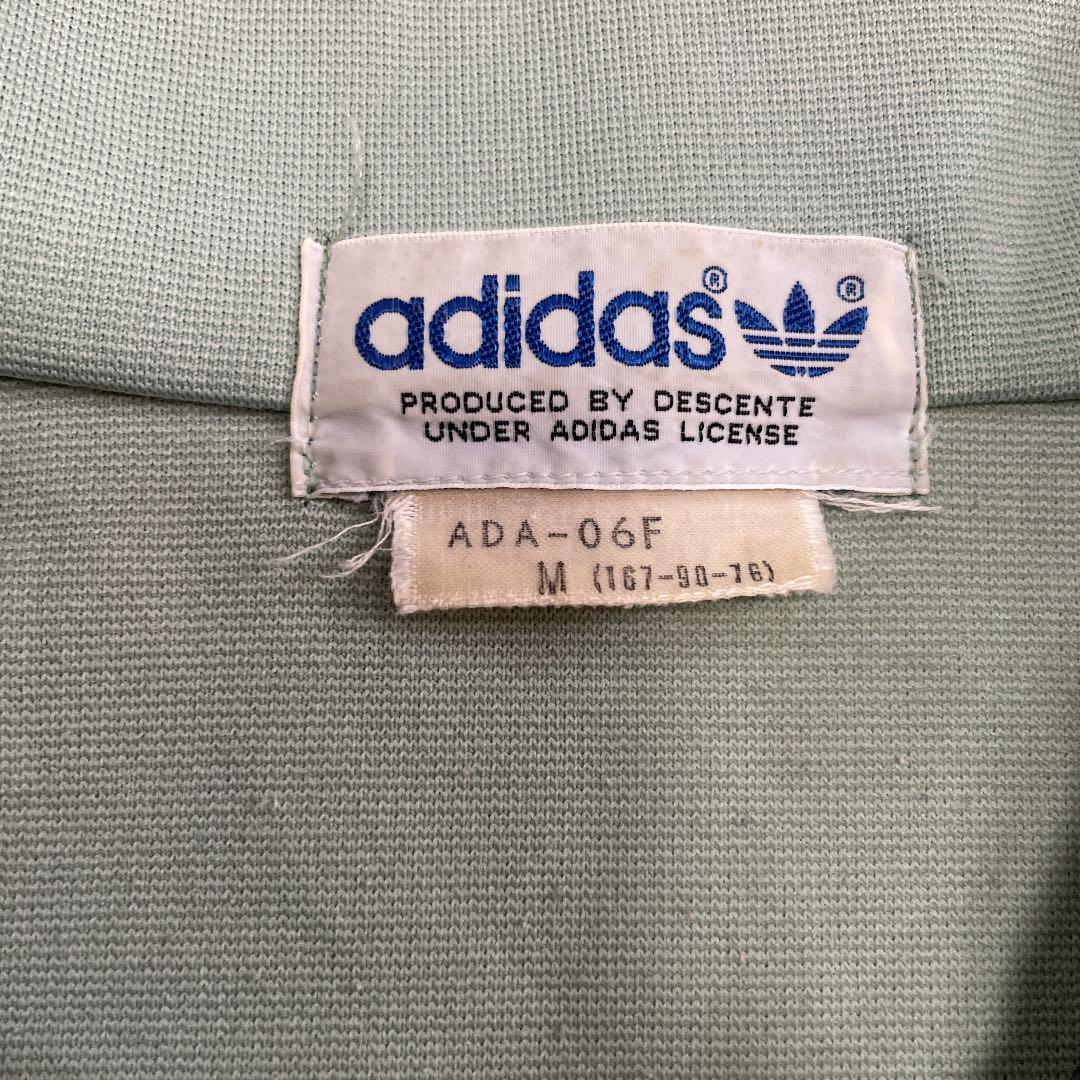 adidas®®
PRODUCED BY DESCENTE
UNDER ADIDAS LICENSE
ADA-06F
M (167-90-76)